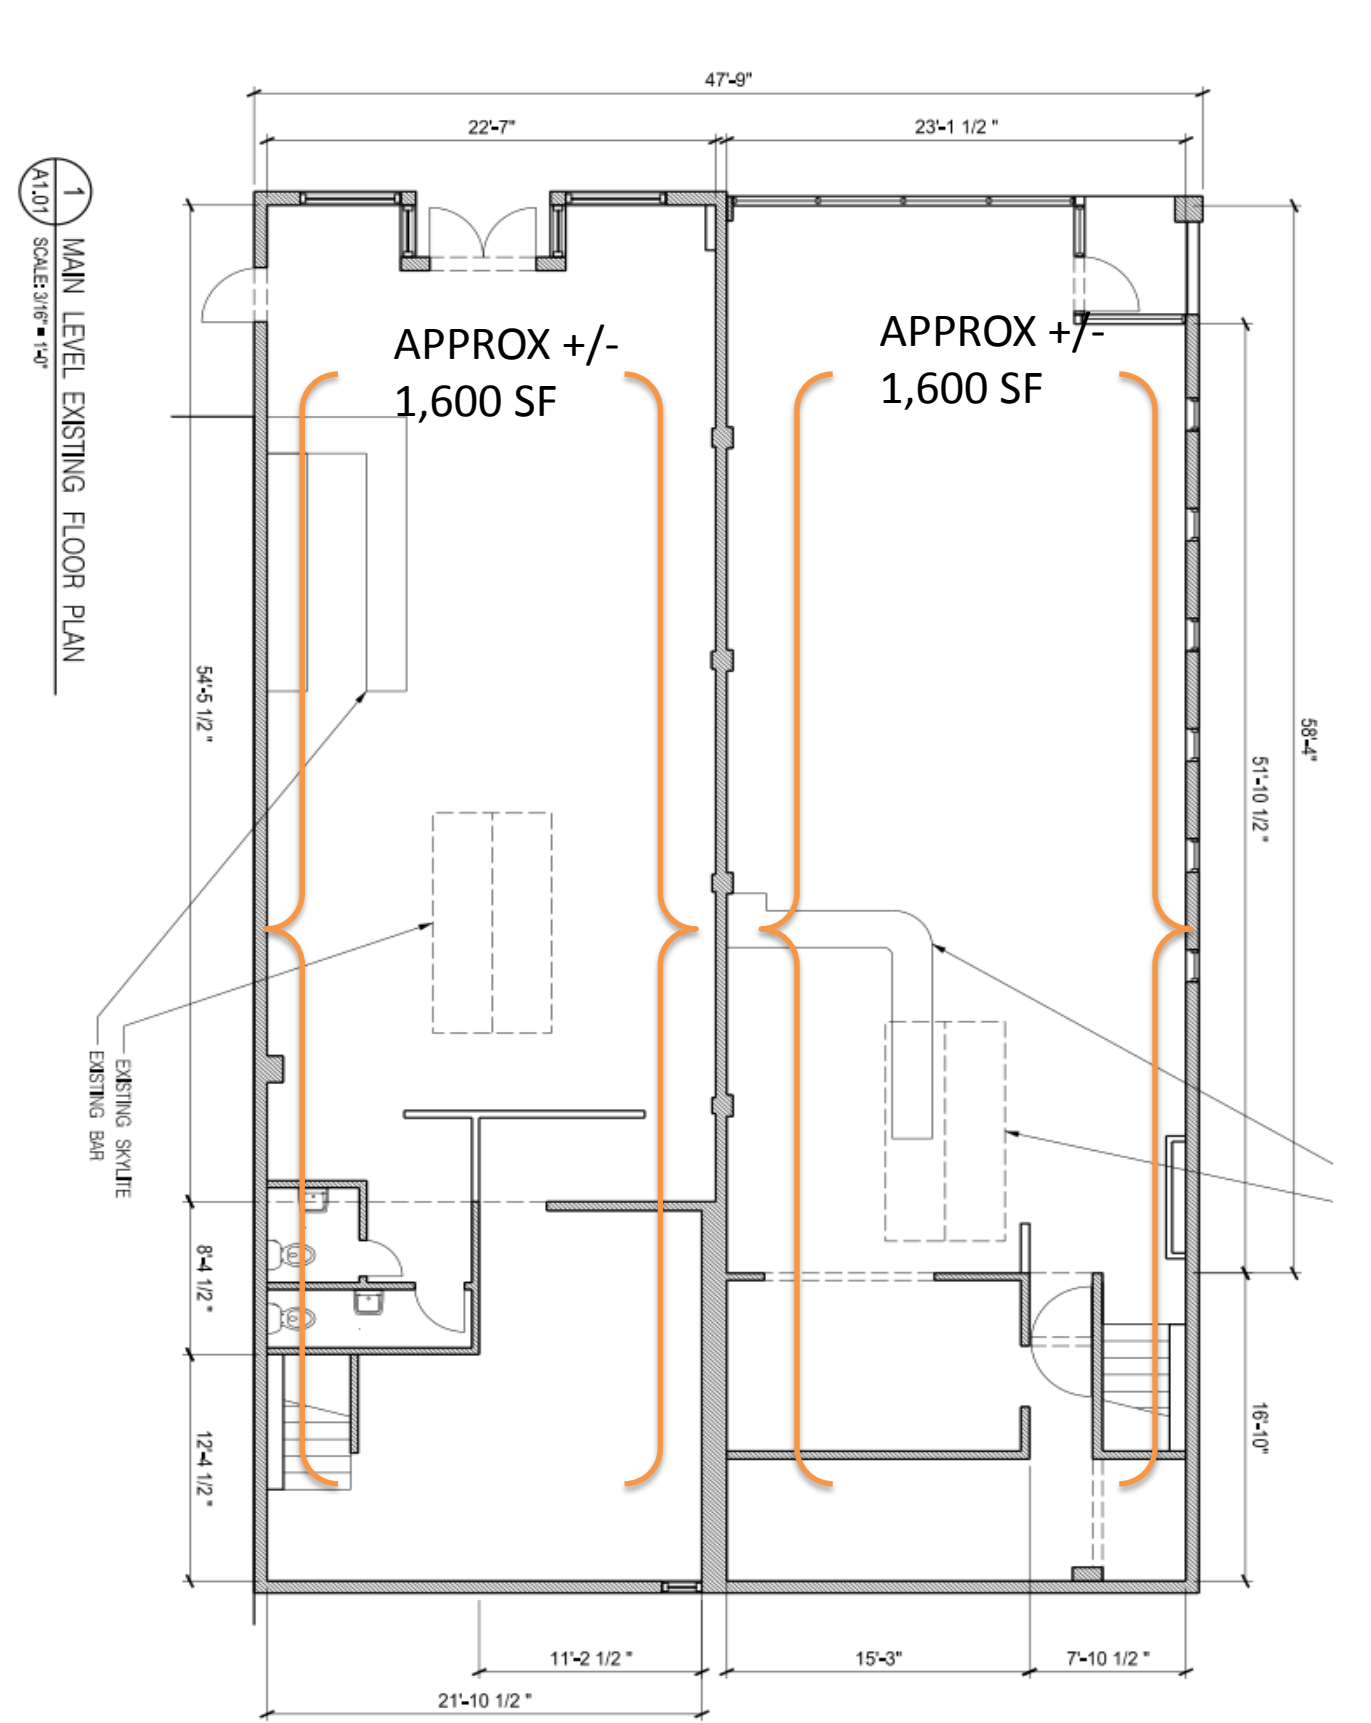 47'-9"
22'-7"
23'-1 1/2 "
1
A1.01
MAIN LEVEL EXISTING FLOOR PLAN
SCALE: 3/16" = 1'-0"
APPROX +/-
1,600 SF
APPROX +/-
1,600 SF
54'-5 1/2 "
58'-4"
51'-10 1/2 "
EXISTING SKYLITE
EXISTING BAR
8'-4 1/2 "
12'-4 1/2 "
16'-10"
11'-2 1/2 "
15'-3"
7'-10 1/2 "
21'-10 1/2 "